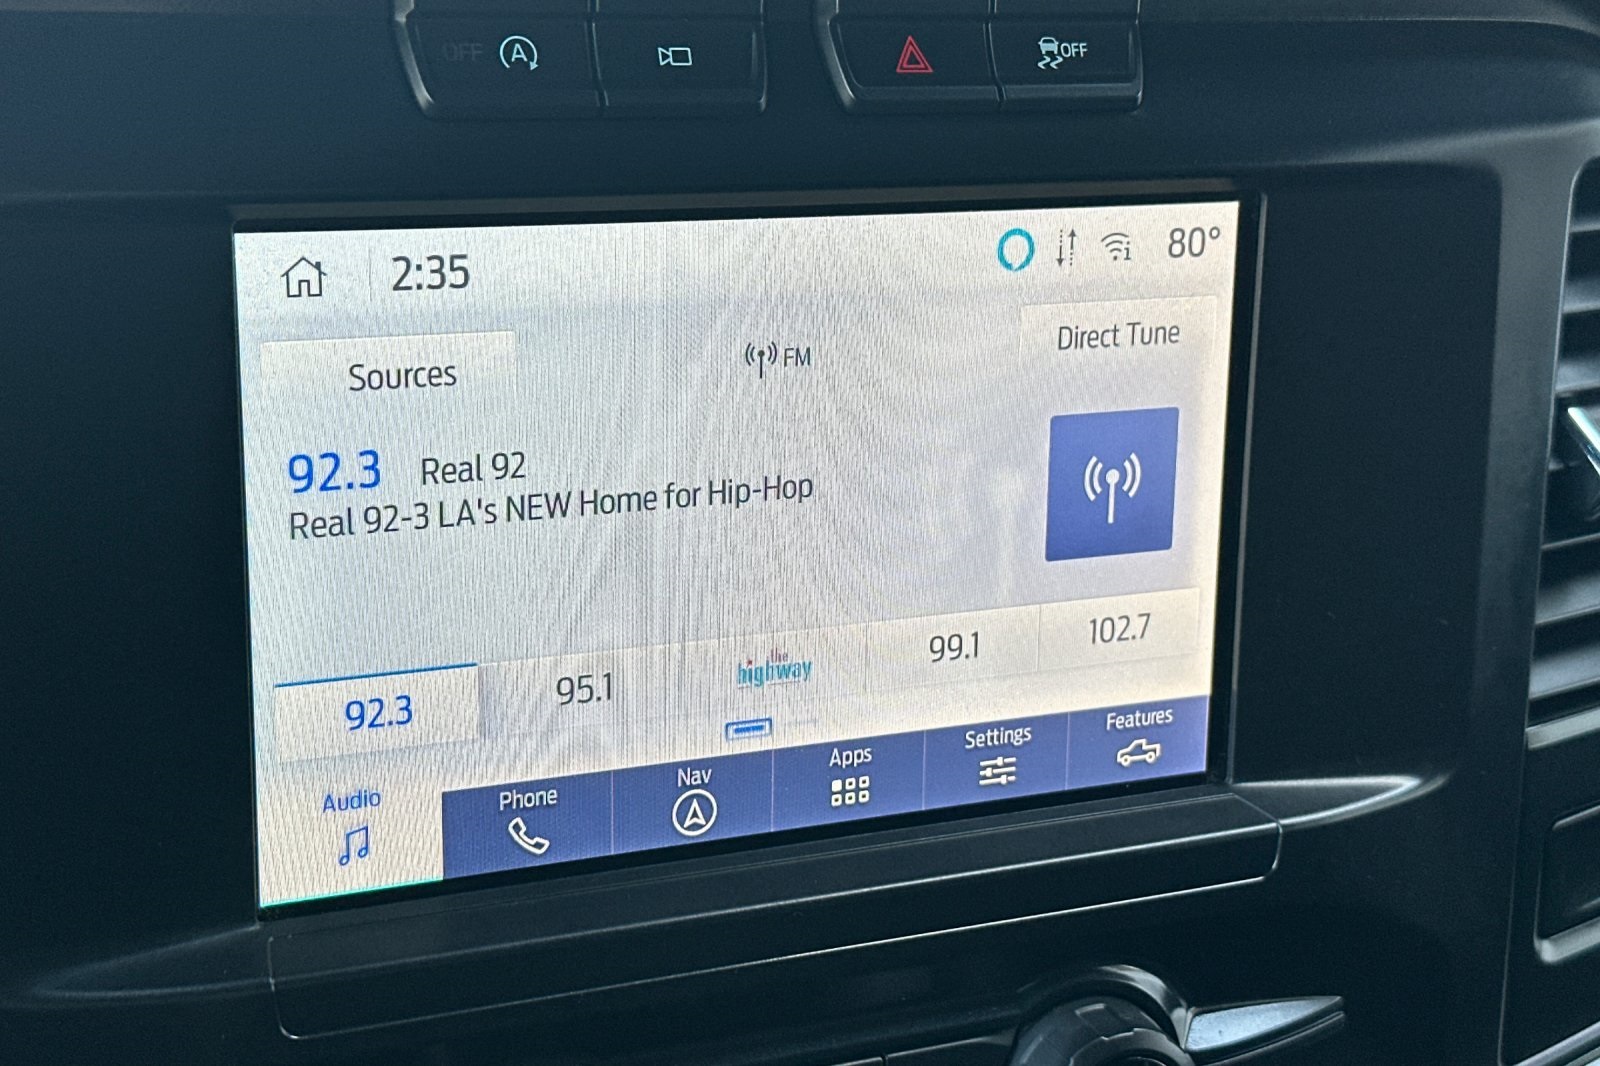 OFF A
OFF
2:35
80°
Sources
FM
Direct Tune
92.3 Real 92
Real 92-3 LA's NEW Home for Hip-Hop
92.3
95.1
the
highway
99.1
102.7
Audio
Phone
Nav
Apps
Settings
Features